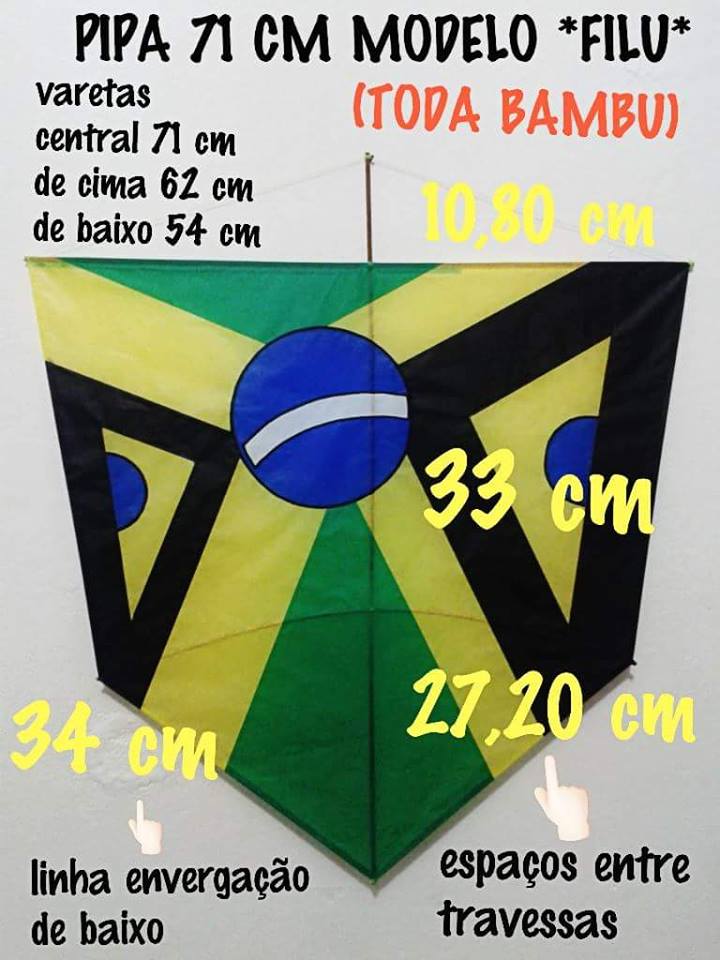 PIPA 71 CM MODELO *FILU*
varetas
central 71 cm
de cima 62 cm
de baixo 54 cm
(TODA BAMBU)
10,80 cm
33 cm
27,20 cm
34 cm
linha envergação
de baixo
espaços entre
travessas